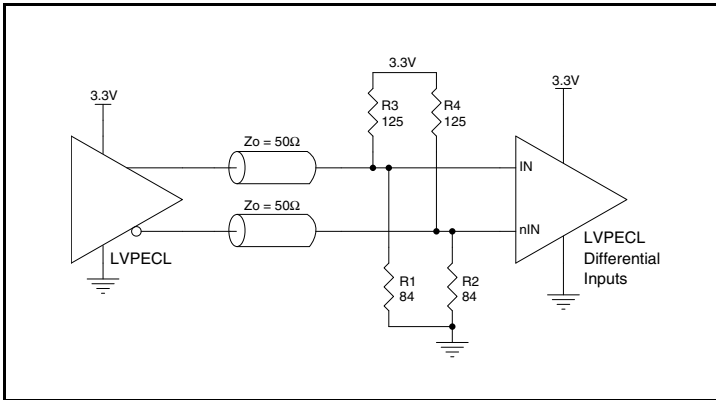 3.3V
3.3V
3.3V
R3
125
R4
125
Zo = 50Ω
IN
Zo = 50Ω
nIN
LVPECL
LVPECL
Differential
Inputs
R1
84
R2
84